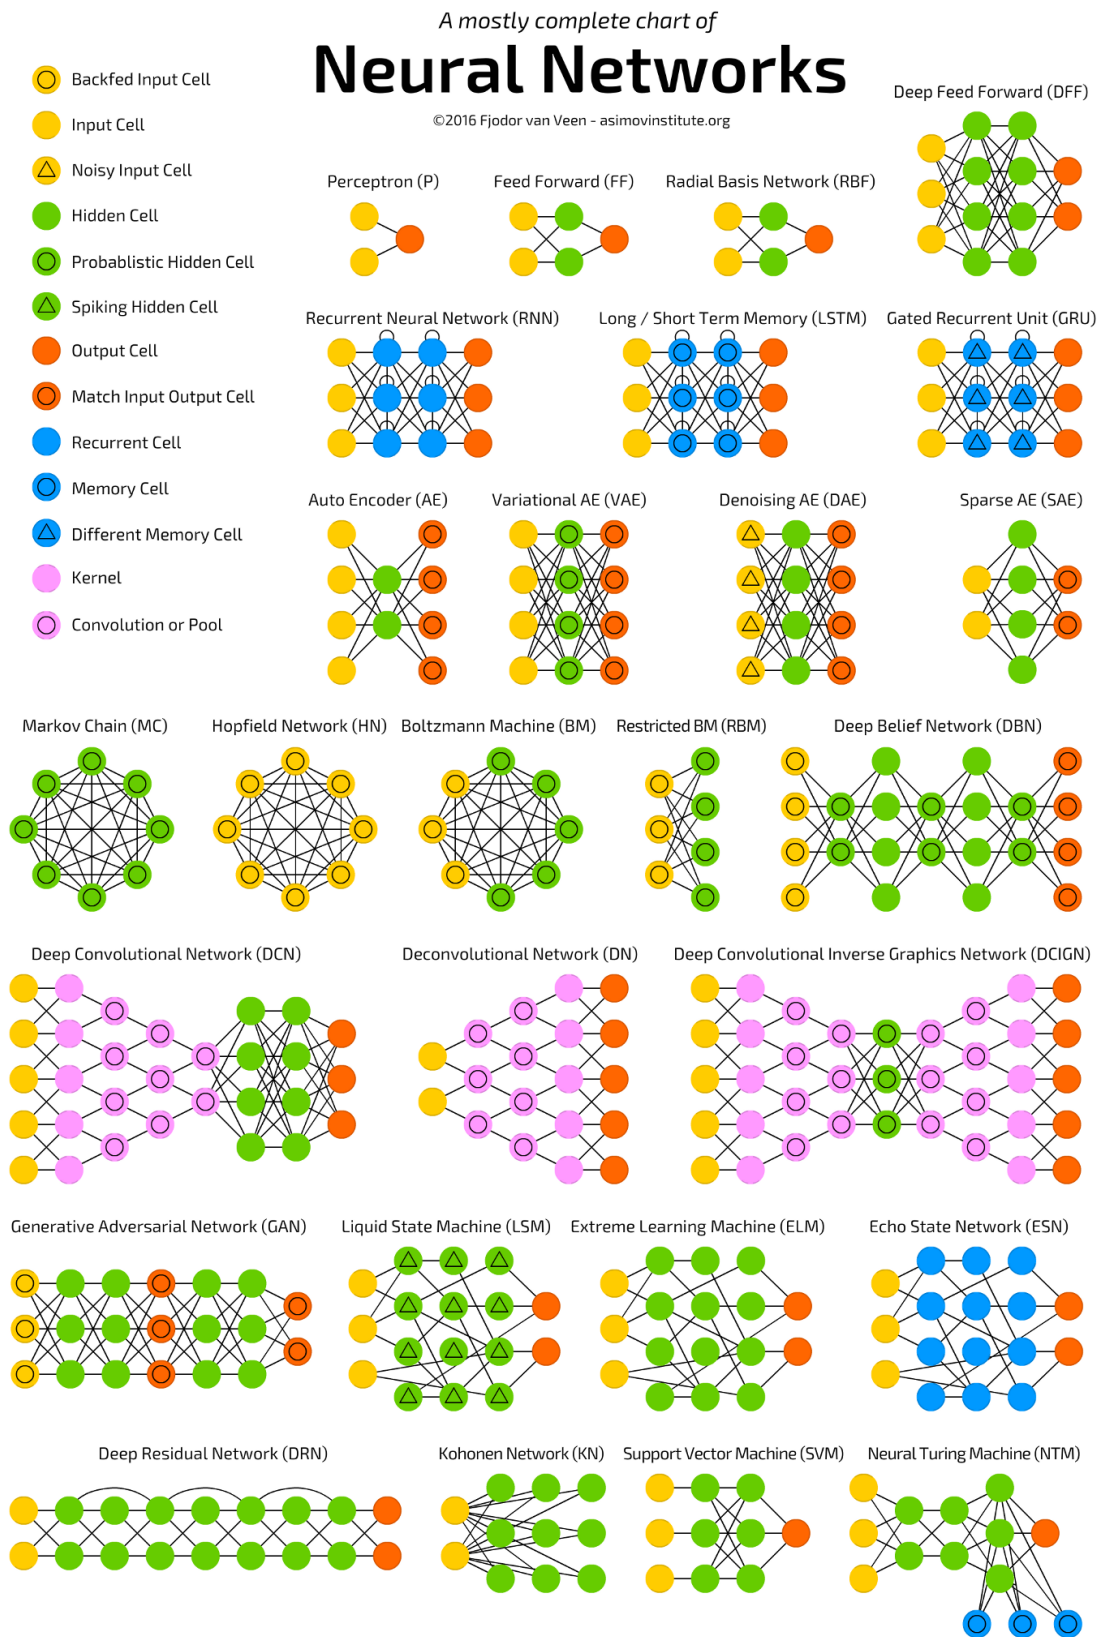 A mostly complete chart of
Neural Networks
©2016 Fjodor van Veen - asimovinstitute.org
Backfed Input Cell
Input Cell
Noisy Input Cell
Hidden Cell
Probablistic Hidden Cell
Spiking Hidden Cell
Output Cell
Match Input Output Cell
Recurrent Cell
Memory Cell
Different Memory Cell
Kernel
Convolution or Pool
Deep Feed Forward (DFF)
Perceptron (P)
Feed Forward (FF)
Radial Basis Network (RBF)
Recurrent Neural Network (RNN)
Long / Short Term Memory (LSTM)
Gated Recurrent Unit (GRU)
Auto Encoder (AE)
Variational AE (VAE)
Denoising AE (DAE)
Sparse AE (SAE)
Markov Chain (MC)
Hopfield Network (HN)
Boltzmann Machine (BM)
Restricted BM (RBM)
Deep Belief Network (DBN)
Deep Convolutional Network (DCN)
Deconvolutional Network (DN)
Deep Convolutional Inverse Graphics Network (DCIGN)
Generative Adversarial Network (GAN)
Liquid State Machine (LSM)
Extreme Learning Machine (ELM)
Echo State Network (ESN)
Deep Residual Network (DRN)
Kohonen Network (KN)
Support Vector Machine (SVM)
Neural Turing Machine (NTM)